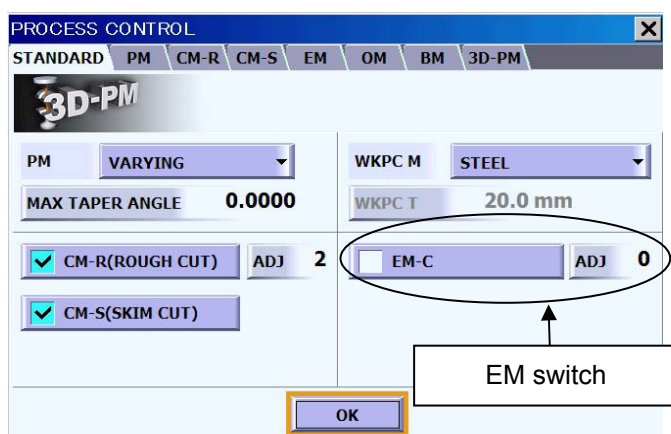 PROCESS CONTROL
STANDARD PM CM-R CM-S EM OM BM 3D-PM
3D-PM
PM VARYING WKPC M STEEL
MAX TAPER ANGLE 0.0000 WKPC T 20.0 mm
CM-R(ROUGH CUT) ADJ 2 EM-C ADJ 0
CM-S(SKIM CUT)
EM switch
OK